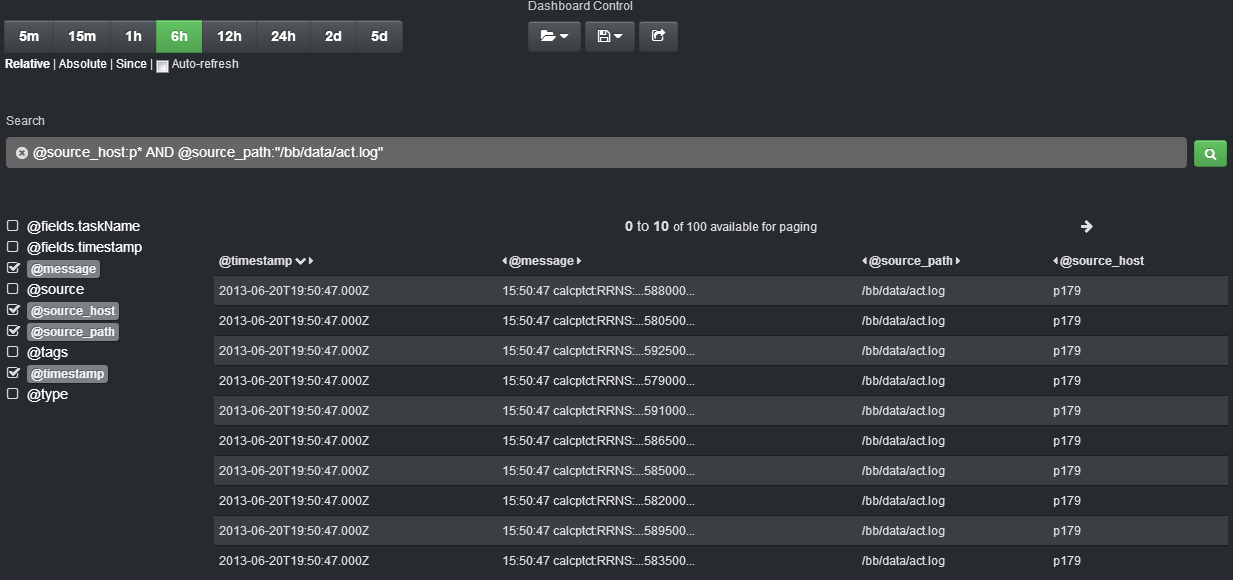 Dashboard Control
5m 15m 1h 6h 12h 24h 2d 5d
Relative | Absolute | Since | Auto-refresh
Search
@source_host:p* AND @source_path:"/bb/data/act.log"
@fields.taskName
@fields.timestamp
@message
@source
@source_host
@source_path
@tags
@timestamp
@type
0 to 10 of 100 available for paging
@timestamp @message @source_path @source_host
2013-06-20T19:50:47.000Z 15:50:47 calcptct:RRNS:...588000... /bb/data/act.log p179
2013-06-20T19:50:47.000Z 15:50:47 calcptct:RRNS:...580500... /bb/data/act.log p179
2013-06-20T19:50:47.000Z 15:50:47 calcptct:RRNS:...592500... /bb/data/act.log p179
2013-06-20T19:50:47.000Z 15:50:47 calcptct:RRNS:...579000... /bb/data/act.log p179
2013-06-20T19:50:47.000Z 15:50:47 calcptct:RRNS:...591000... /bb/data/act.log p179
2013-06-20T19:50:47.000Z 15:50:47 calcptct:RRNS:...586500... /bb/data/act.log p179
2013-06-20T19:50:47.000Z 15:50:47 calcptct:RRNS:...585000... /bb/data/act.log p179
2013-06-20T19:50:47.000Z 15:50:47 calcptct:RRNS:...582000... /bb/data/act.log p179
2013-06-20T19:50:47.000Z 15:50:47 calcptct:RRNS:...589500... /bb/data/act.log p179
2013-06-20T19:50:47.000Z 15:50:47 calcptct:RRNS:...583500... /bb/data/act.log p179